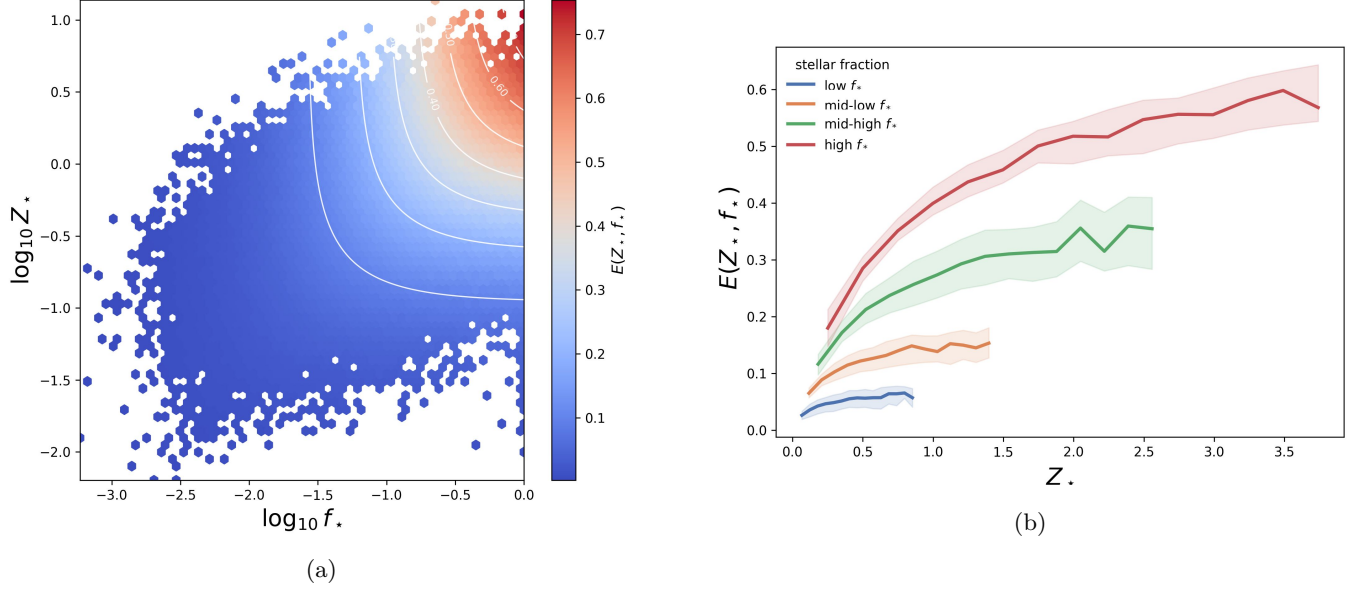 1.0
0.5
0.0
−0.5
−1.0
−1.5
−2.0
log₁₀ Z⋆
−3.0 −2.5 −2.0 −1.5 −1.0 −0.5 0.0
log₁₀ f⋆
0.40
0.60
0.7
0.6
0.5
0.4
0.3
0.2
0.1
E(Z⋆, f⋆)
(a)
stellar fraction
low f⋆
mid-low f⋆
mid-high f⋆
high f⋆
0.6
0.5
0.4
0.3
0.2
0.1
0.0
E(Z⋆, f⋆)
0.0 0.5 1.0 1.5 2.0 2.5 3.0 3.5
Z⋆
(b)